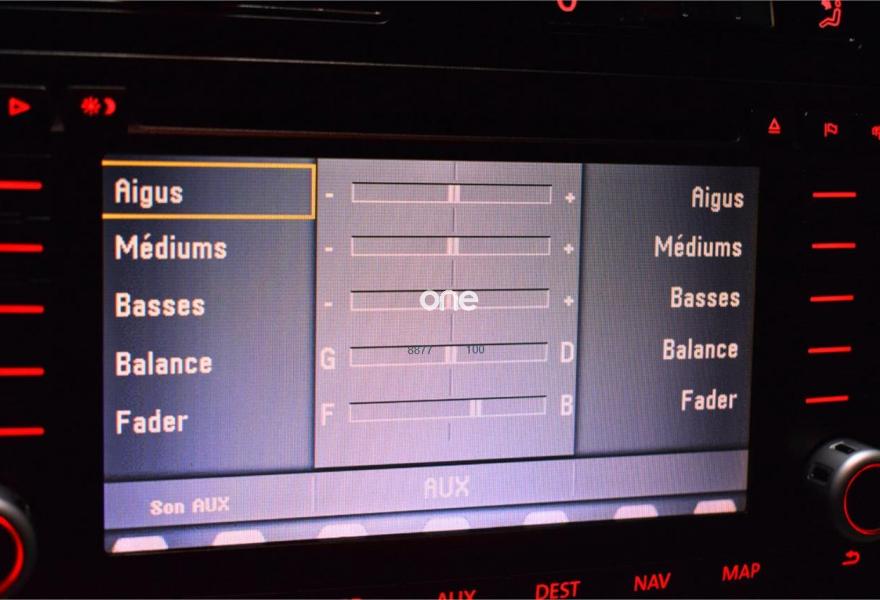 Aigus - + Aigus
Médiums - + Médiums
Basses - one + Basses
Balance G 8877 100 D Balance
Fader F B Fader
AUX
Son AUX
AUX DEST NAV MAP